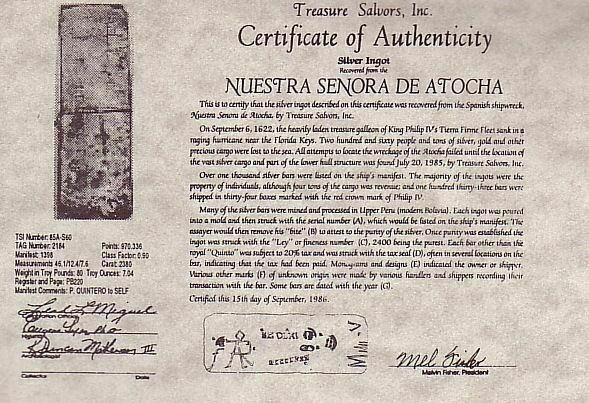 Treasure Salvors, Inc.
Certificate of Authenticity
Silver Ingot
Recovered from the
NUESTRA SENORA DE ATOCHA
This is to certify that the silver ingot described on this certificate was recovered from the Spanish shipwreck,
Nuestra Senora de Atocha, by Treasure Salvors, Inc.
On September 6, 1622, the heavily laden treasure galleon of King Philip IV's Tierra Firme Fleet sank in a
raging hurricane near the Florida Keys. Two hundred and sixty people and tons of silver, gold and other
precious cargo were lost to the sea. All attempts to locate the wreckage of the Atocha failed until the location of
the vast silver cargo and part of the lower hull structure was found July 20, 1985, by Treasure Salvors, Inc.
Over one thousand silver bars were listed on the ship's manifest. The majority of the ingots were the
property of individuals, although four tons of the cargo was revenue; and one hundred thirty-three bars were
shipped in thirty-four boxes marked with the red crown mark of Philip IV.
Many of the silver bars were mined and processed in Upper Peru (modern Bolivia). Each ingot was poured
into a mold and then struck with the serial number (A), which would be listed on the ship's manifest. The
assayer would then remove his "bite" (B) to attest to the purity of the silver. Once purity was established the
ingot was struck with the "Ley" or fineness number (C), 2400 being the purest. Each bar other than the
royal "Quinto" was subject to 20% tax and was struck with the tax seal (D), often in several locations on the
bar, indicating that the tax had been paid. Monograms and designs (E) indicated the owner or shipper.
Various other marks (F) of unknown origin were made by various handlers and shippers recording their
transaction with the bar. Some bars are dated with the year (G).
Certified this 15th day of September, 1986.
TSI Number: 85A-S60
TAG Number: 2184 Points: 970.336
Manifest: 1398 Class Factor: 0.90
Measurements 46.1/12.4/7.6 Carat: 2380
Weight in Troy Pounds: 80 Troy Ounces: 7.04
Register and Page: PB220
Manifest Comments: P. QUINTERO to SELF
Duncan Mathewson III
Collector Date
Mel Fisher
Melvin Fisher, President